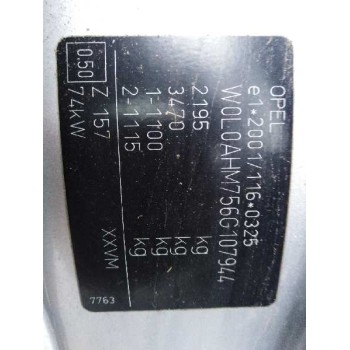 OPEL
e1*2001/116*0325
W0L0AHM756G107944
2195 kg
3470 kg
1-1100 kg
2-1115 kg
Z 157 XXVM
0.50 74kW
7763